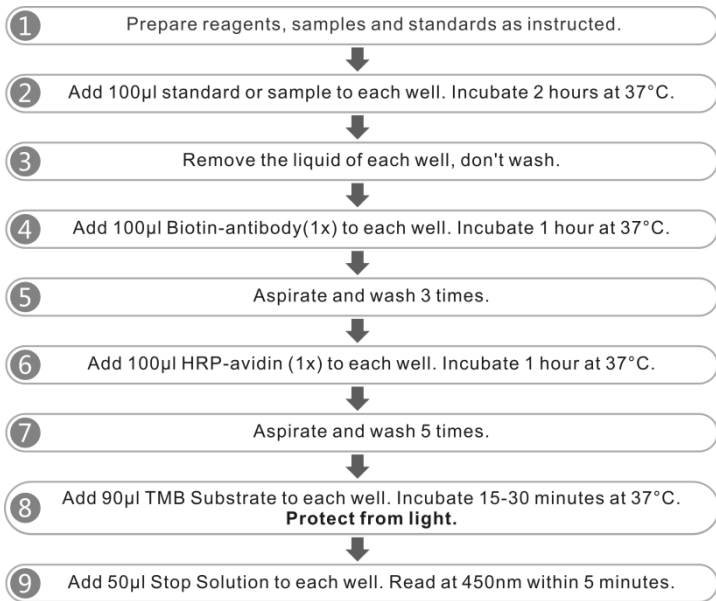 1 Prepare reagents, samples and standards as instructed.
2 Add 100µl standard or sample to each well. Incubate 2 hours at 37°C.
3 Remove the liquid of each well, don't wash.
4 Add 100µl Biotin-antibody(1x) to each well. Incubate 1 hour at 37°C.
5 Aspirate and wash 3 times.
6 Add 100µl HRP-avidin (1x) to each well. Incubate 1 hour at 37°C.
7 Aspirate and wash 5 times.
8 Add 90µl TMB Substrate to each well. Incubate 15-30 minutes at 37°C.
Protect from light.
9 Add 50µl Stop Solution to each well. Read at 450nm within 5 minutes.